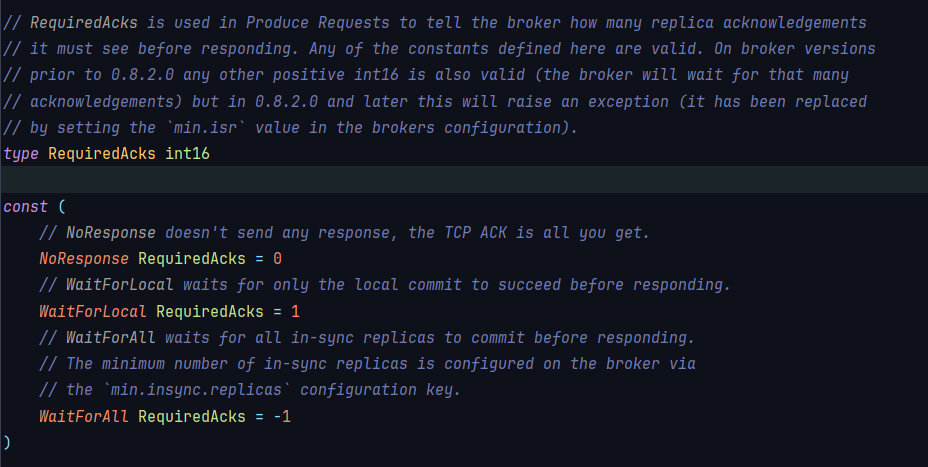 // RequiredAcks is used in Produce Requests to tell the broker how many replica acknowledgements
// it must see before responding. Any of the constants defined here are valid. On broker versions
// prior to 0.8.2.0 any other positive int16 is also valid (the broker will wait for that many
// acknowledgements) but in 0.8.2.0 and later this will raise an exception (it has been replaced
// by setting the `min.isr` value in the brokers configuration).
type RequiredAcks int16

const (
    // NoResponse doesn't send any response, the TCP ACK is all you get.
    NoResponse RequiredAcks = 0
    // WaitForLocal waits for only the local commit to succeed before responding.
    WaitForLocal RequiredAcks = 1
    // WaitForAll waits for all in-sync replicas to commit before responding.
    // The minimum number of in-sync replicas is configured on the broker via
    // the `min.insync.replicas` configuration key.
    WaitForAll RequiredAcks = -1
)